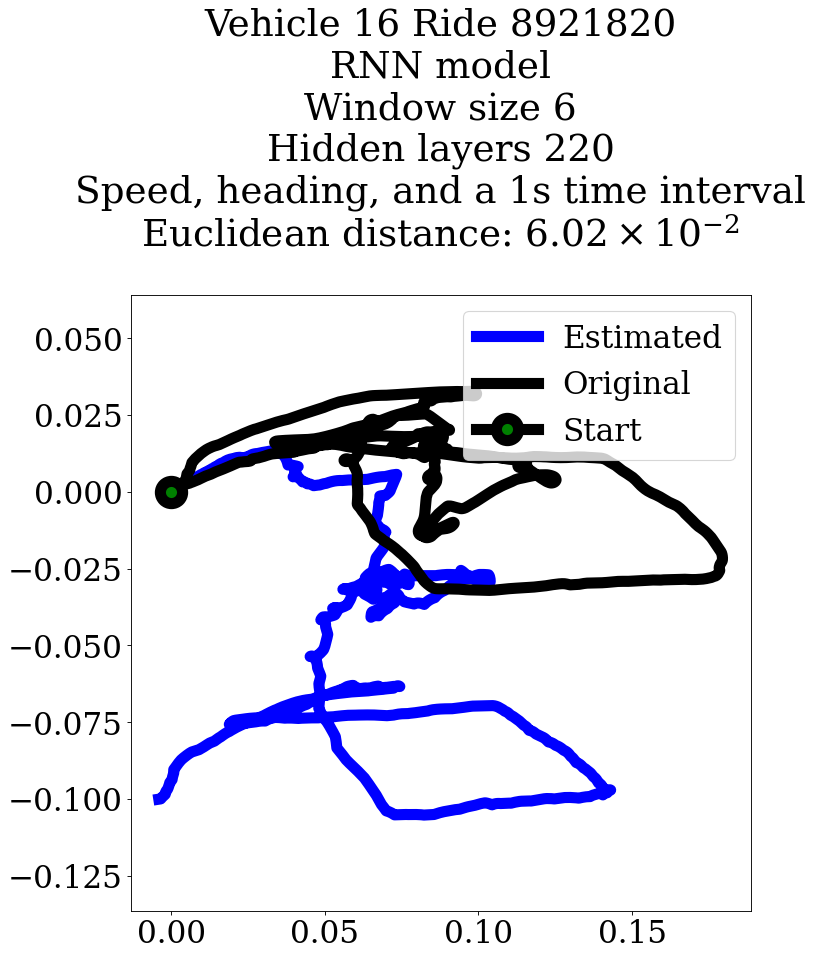 Vehicle 16 Ride 8921820
RNN model
Window size 6
Hidden layers 220
Speed, heading, and a 1s time interval
Euclidean distance: 6.02 × 10⁻²
Estimated
Original
Start
0.050
0.025
0.000
−0.025
−0.050
−0.075
−0.100
−0.125
0.00 0.05 0.10 0.15